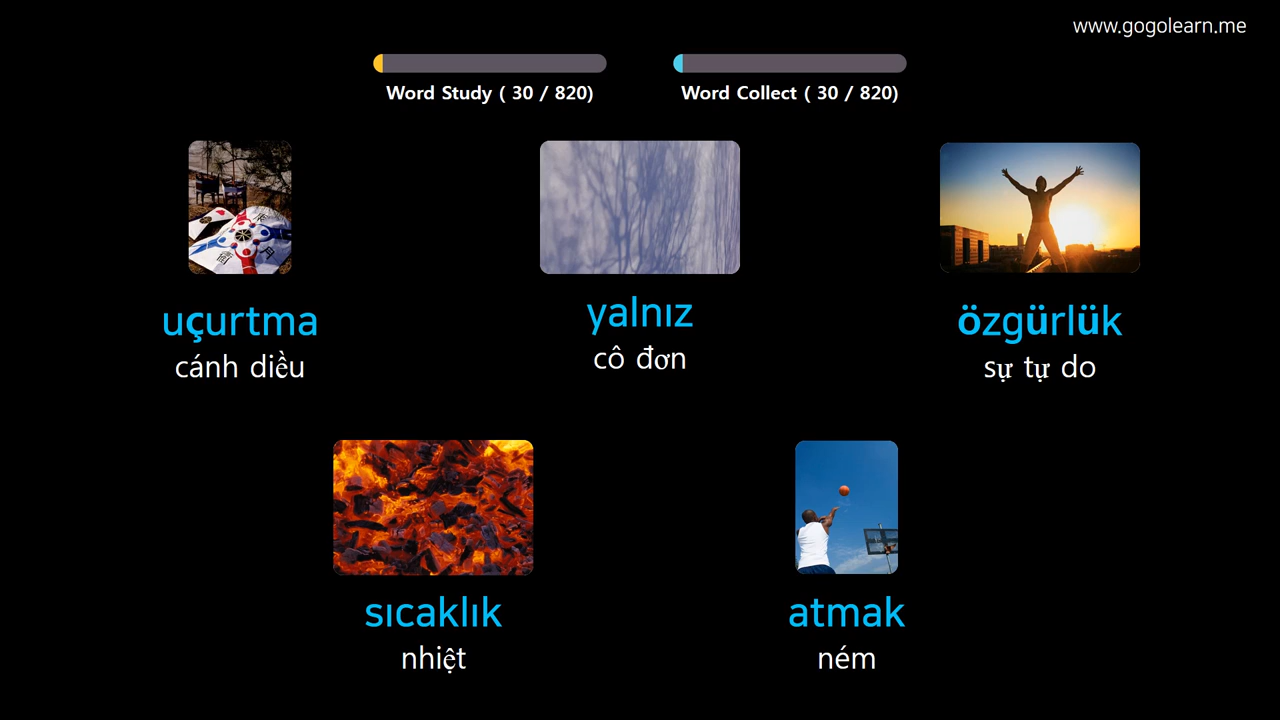 www.gogolearn.me
Word Study ( 30 / 820)
Word Collect ( 30 / 820)
uçurtma
cánh diều
yalnız
cô đơn
özgürlük
sự tự do
sıcaklık
nhiệt
atmak
ném